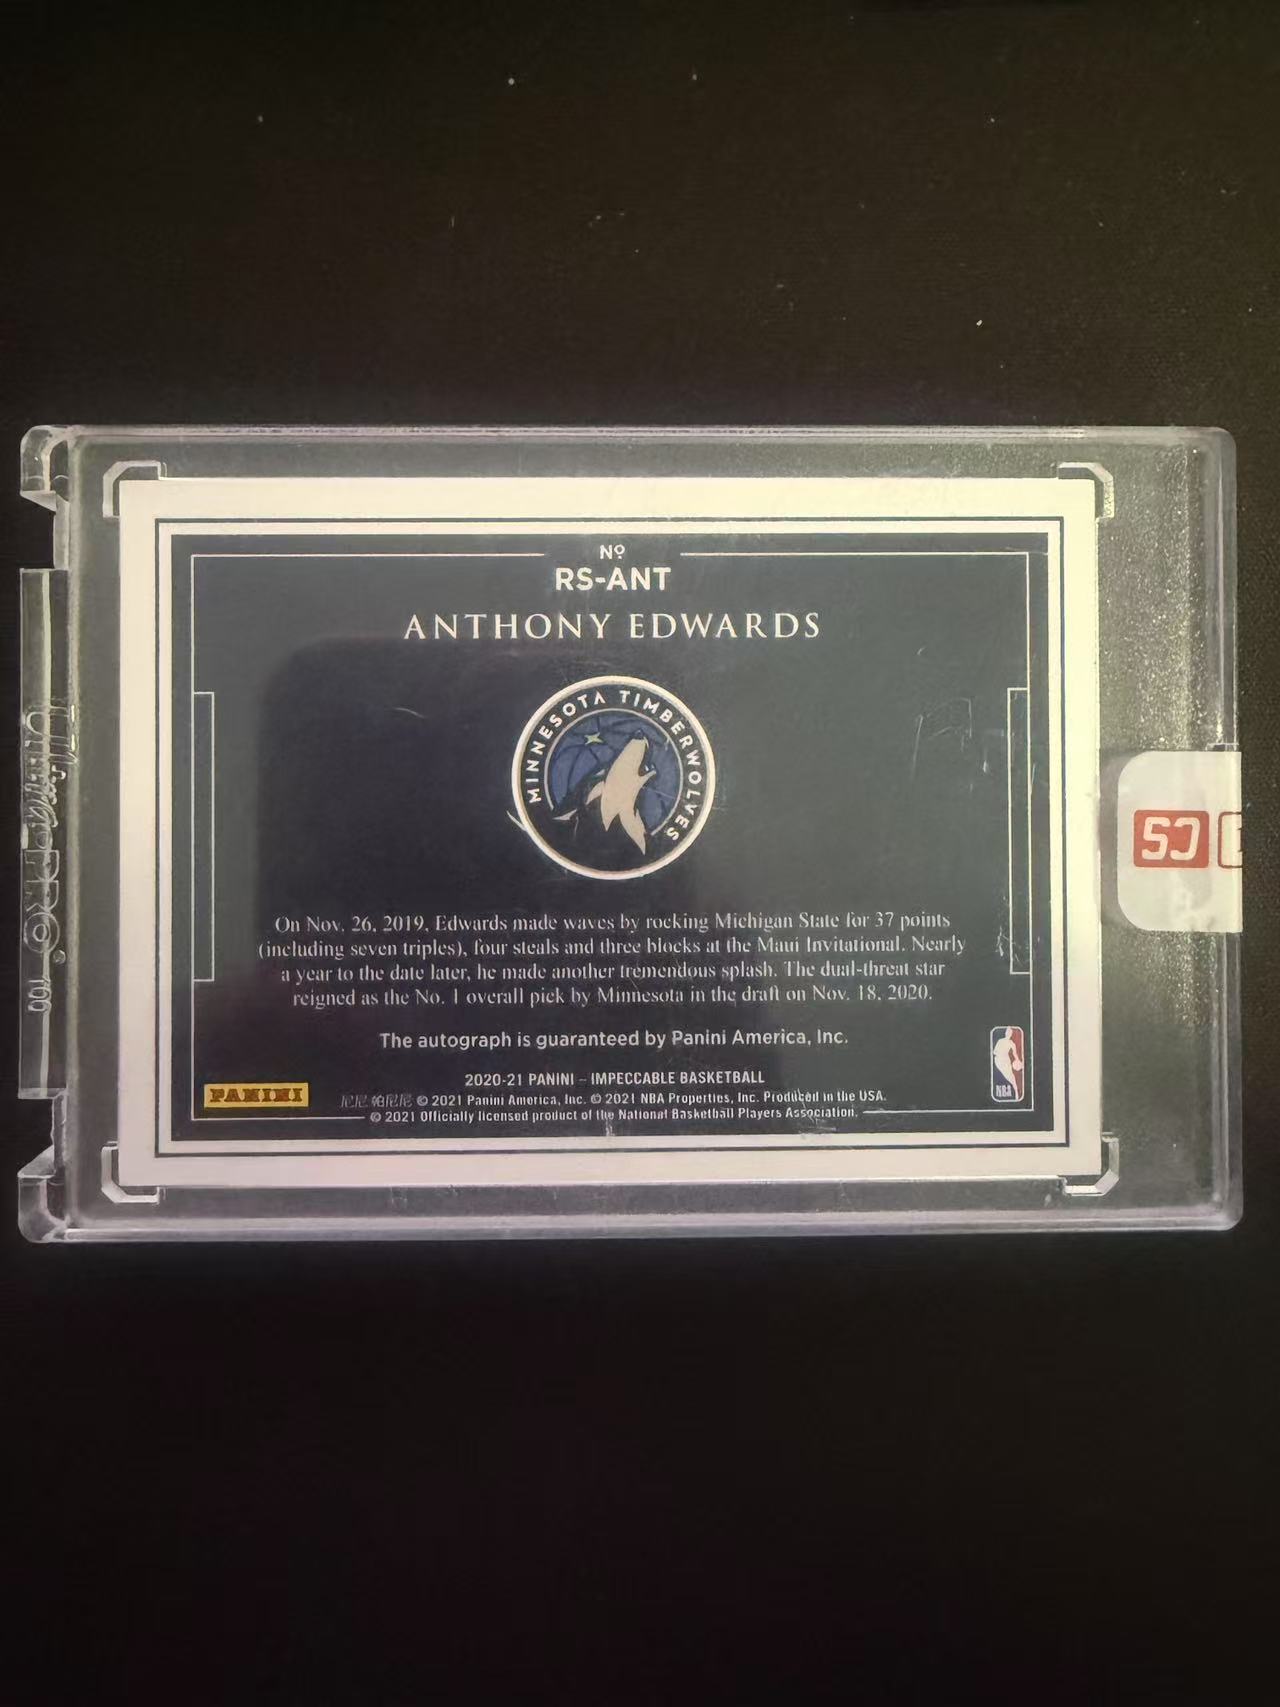 Nº
RS-ANT
ANTHONY EDWARDS
MINNESOTA TIMBERWOLVES
On Nov. 26, 2019, Edwards made waves by rocking Michigan State for 37 points
(including seven triples), four steals and three blocks at the Maui Invitational. Nearly
a year to the date later, he made another tremendous splash. The dual-threat star
reigned as the No. 1 overall pick by Minnesota in the draft on Nov. 18, 2020.
The autograph is guaranteed by Panini America, Inc.
PANINI
2020-21 PANINI – IMPECCABLE BASKETBALL
© 2021 Panini America, Inc. © 2021 NBA Properties, Inc. Produced in the USA.
© 2021 Officially licensed product of the National Basketball Players Association.
NBA